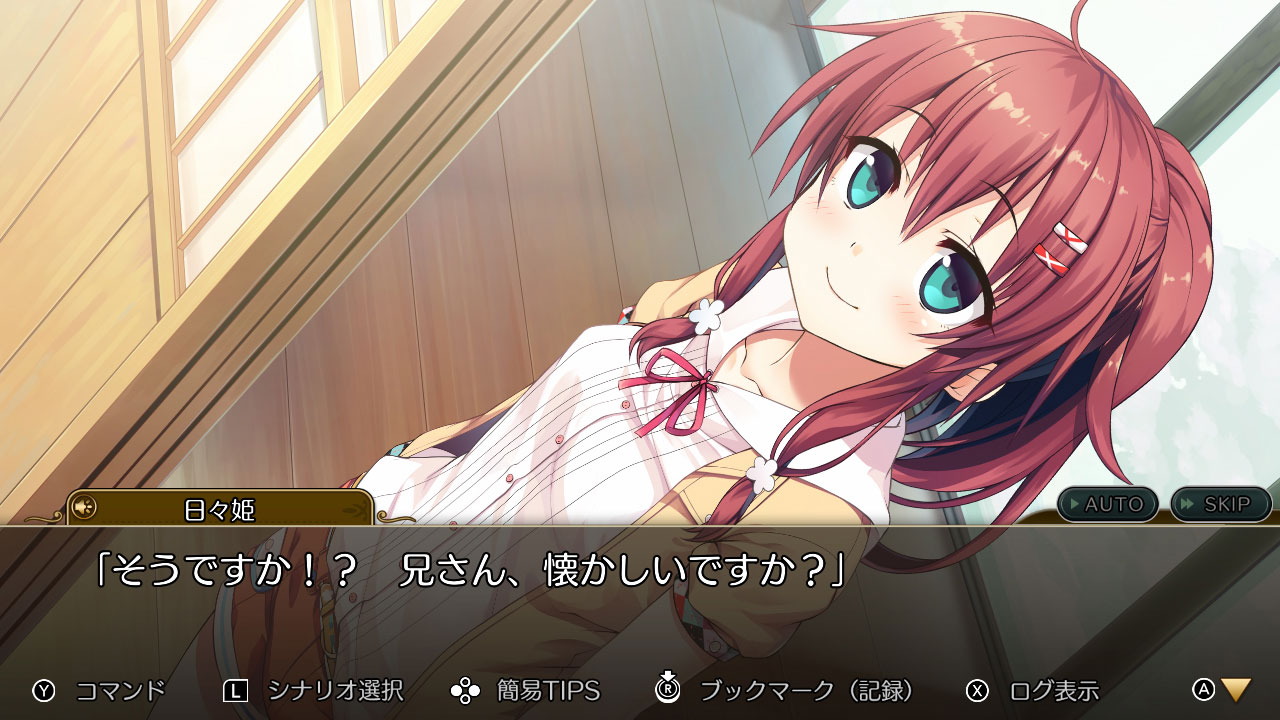 日々姫
AUTO
SKIP
「そうですか！？　兄さん、懐かしいですか？」
Y コマンド
L シナリオ選択
簡易TIPS
R ブックマーク（記録）
X ログ表示
A